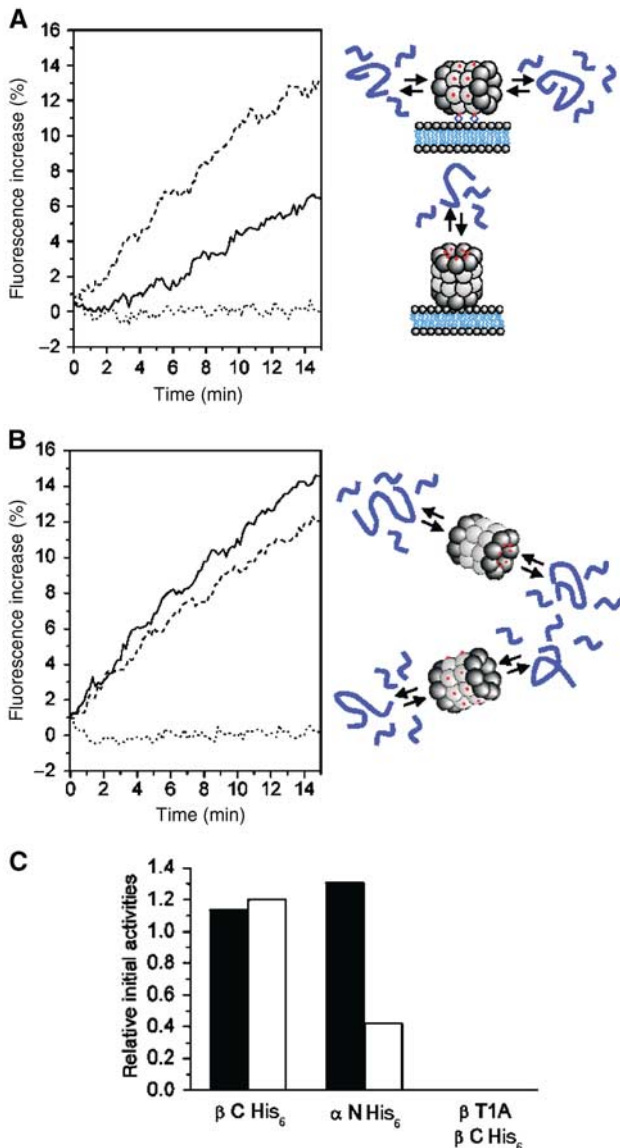 A
16
14
12
10
8
6
4
2
0
−2
Fluorescence increase (%)
0 2 4 6 8 10 12 14
Time (min)
B
16
14
12
10
8
6
4
2
0
−2
Fluorescence increase (%)
0 2 4 6 8 10 12 14
Time (min)
C
1.4
1.2
1.0
0.8
0.6
0.4
0.2
0.0
Relative initial activities
β C His₆ α N His₆ β T1A
β C His₆